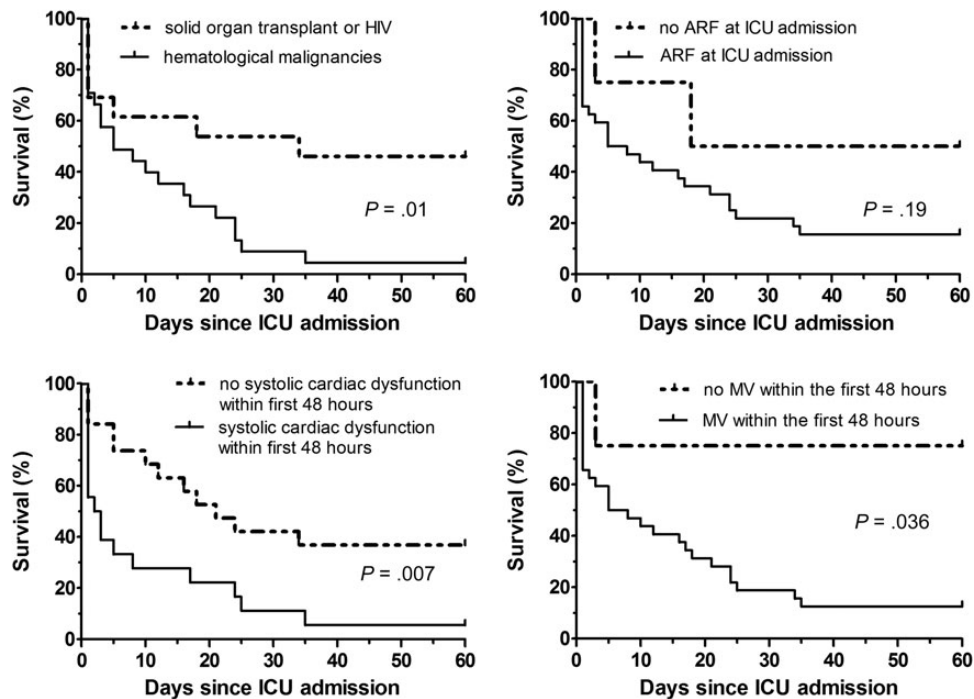 solid organ transplant or HIV
hematological malignancies
100
80
60
40
20
0
Survival (%)
P = .01
0 10 20 30 40 50 60
Days since ICU admission
no ARF at ICU admission
ARF at ICU admission
100
80
60
40
20
0
Survival (%)
P = .19
0 10 20 30 40 50 60
Days since ICU admission
no systolic cardiac dysfunction
within first 48 hours
systolic cardiac dysfunction
within first 48 hours
100
80
60
40
20
0
Survival (%)
P = .007
0 10 20 30 40 50 60
Days since ICU admission
no MV within the first 48 hours
MV within the first 48 hours
100
80
60
40
20
0
Survival (%)
P = .036
0 10 20 30 40 50 60
Days since ICU admission